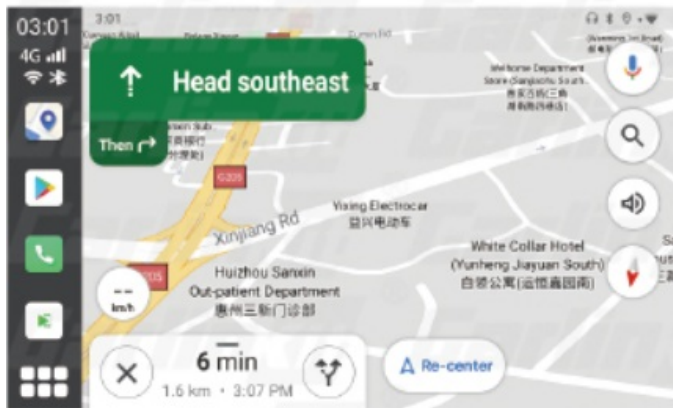 03:01
4G
3:01
Head southeast
Then
G205
Xinjiang Rd
Yixing Electrocar
益兴电动车
Huizhou Sanxin
Out-patient Department
惠州三新门诊部
White Collar Hotel
(Yunheng Jiayuan South)
白领公寓(运恒嘉园南)
Welhome Department
--
km/h
6 min
1.6 km • 3:07 PM
Re-center